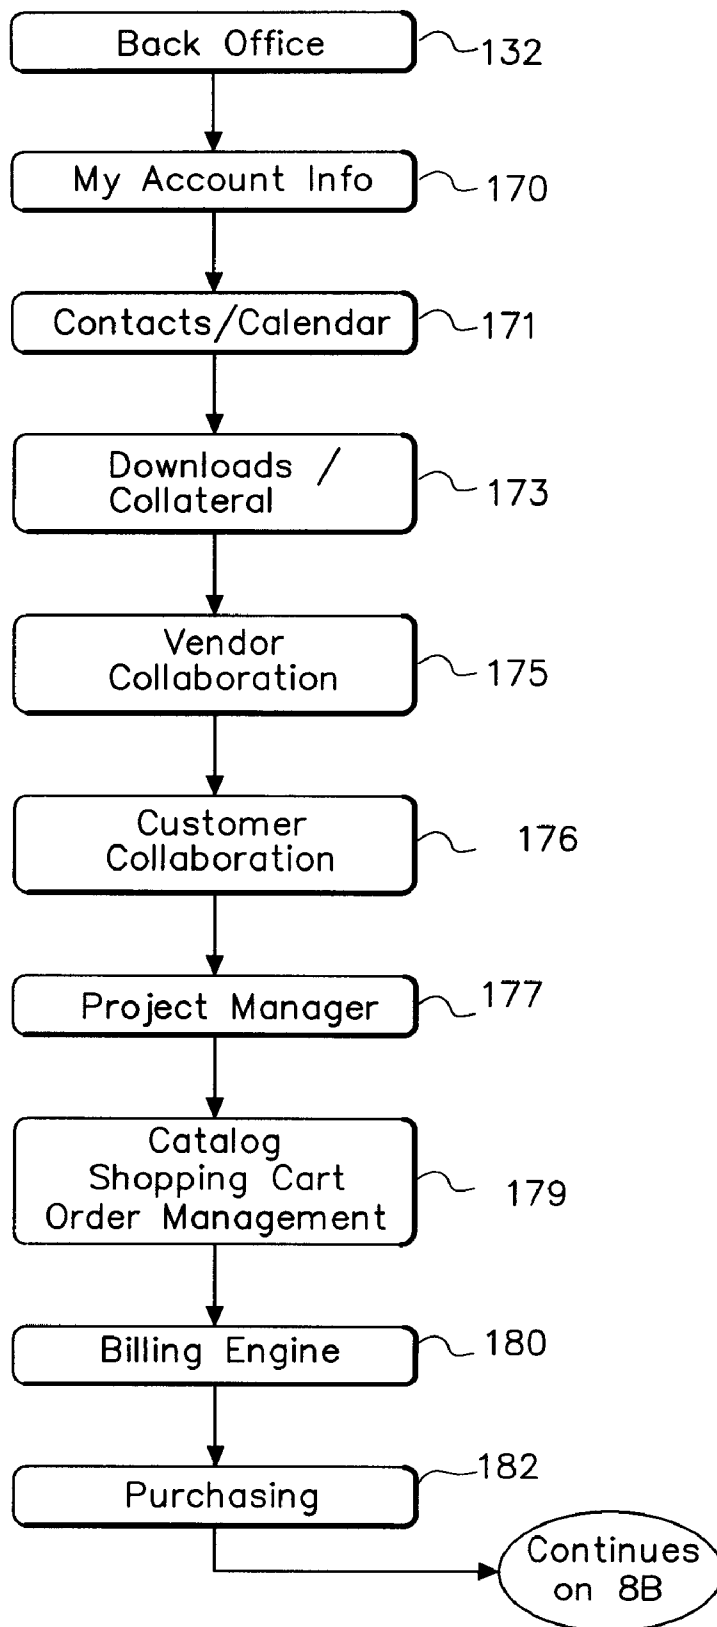 Back Office
132
My Account Info
170
Contacts/Calendar
171
Downloads /
Collateral
173
Vendor
Collaboration
175
Customer
Collaboration
176
Project Manager
177
Catalog
Shopping Cart
Order Management
179
Billing Engine
180
Purchasing
182
Continues
on 8B